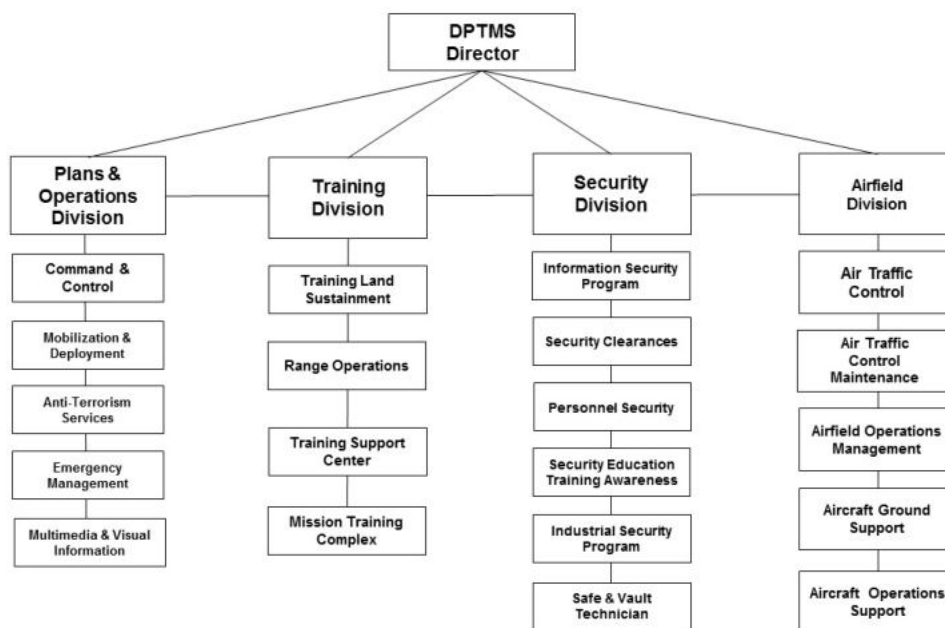 DPTMS
Director
Plans &
Operations
Division
Training
Division
Security
Division
Airfield
Division
Command &
Control
Mobilization &
Deployment
Anti-Terrorism
Services
Emergency
Management
Multimedia & Visual
Information
Training Land
Sustainment
Range Operations
Training Support
Center
Mission Training
Complex
Information Security
Program
Security Clearances
Personnel Security
Security Education
Training Awareness
Industrial Security
Program
Safe & Vault
Technician
Air Traffic
Control
Air Traffic
Control
Maintenance
Airfield Operations
Management
Aircraft Ground
Support
Aircraft Operations
Support